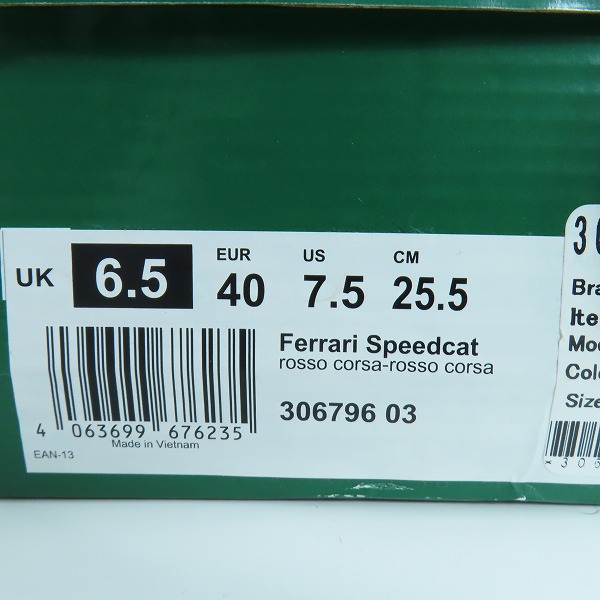 UK 6.5 EUR 40 US 7.5 CM 25.5
Ferrari Speedcat
rosso corsa-rosso corsa
306796 03
4 063699 676235
Made in Vietnam
EAN-13